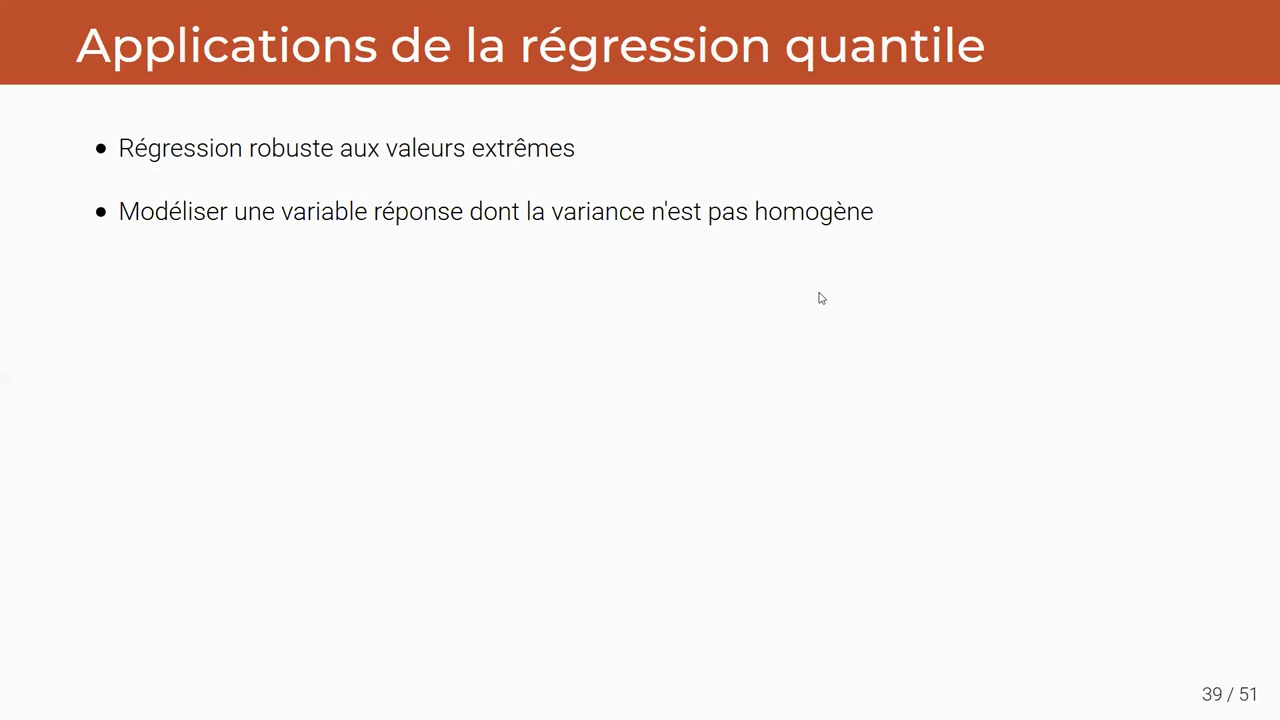 Applications de la régression quantile
• Régression robuste aux valeurs extrêmes
• Modéliser une variable réponse dont la variance n'est pas homogène
39 / 51